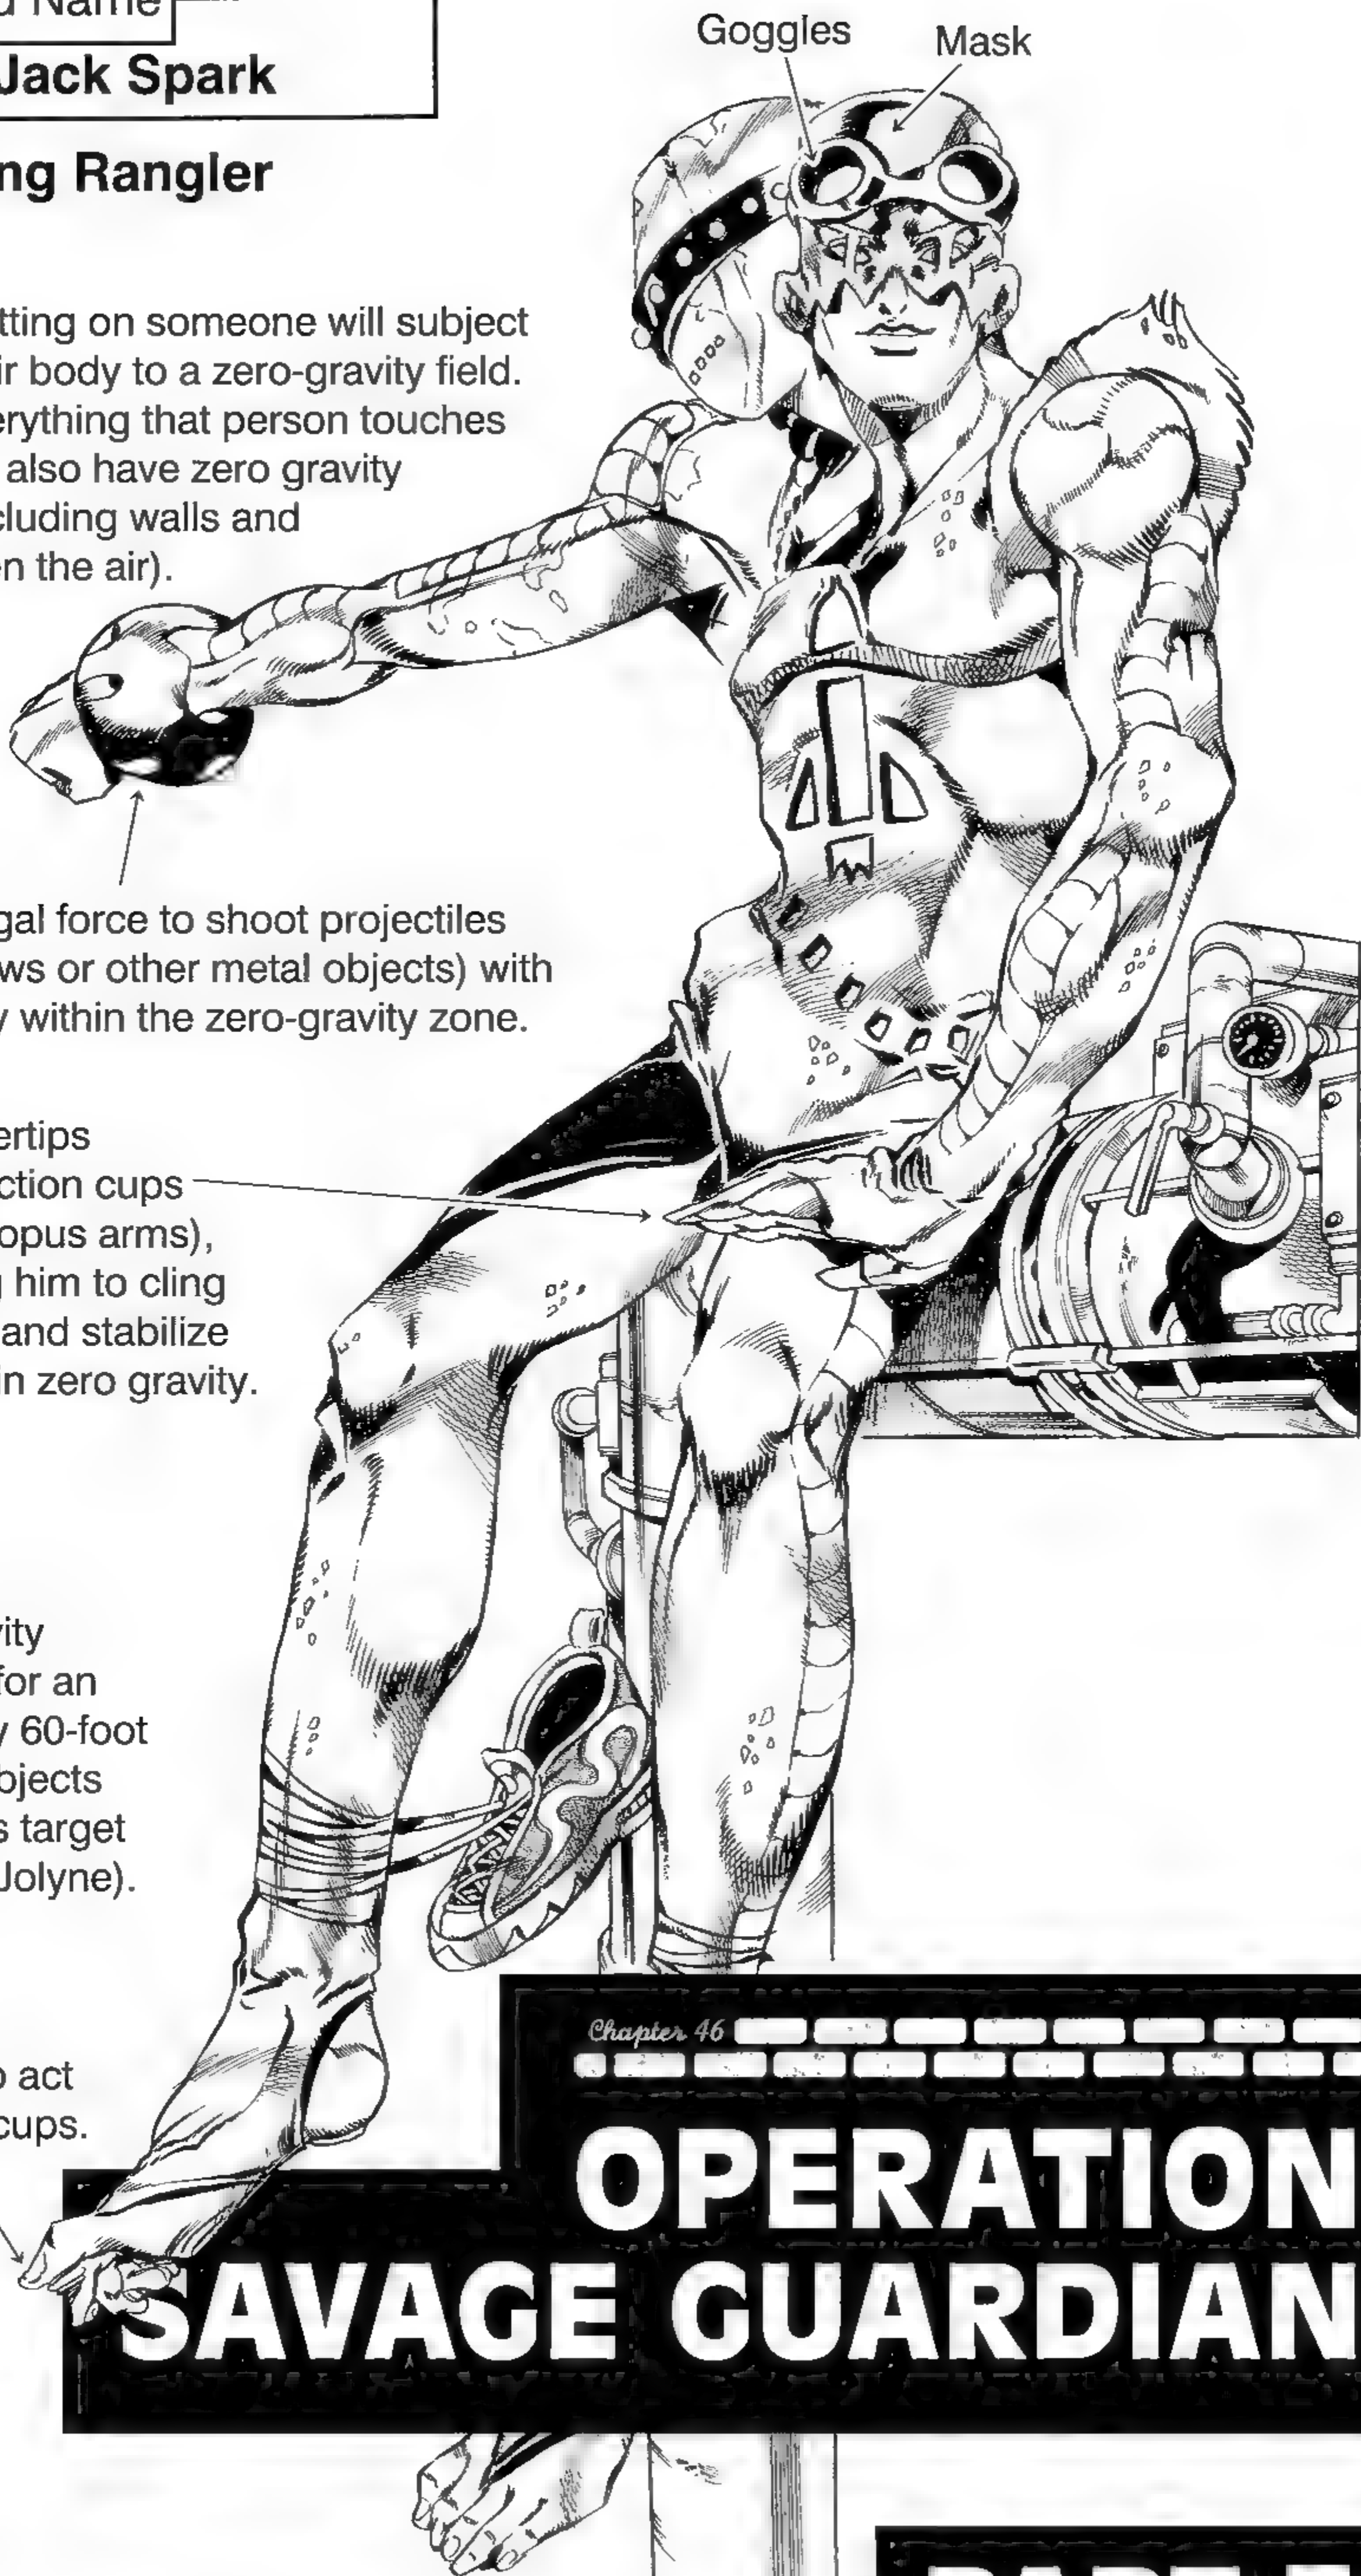 Name
Jack Spark
Rangler
Goggles
Mask
tting on someone will subject
ir body to a zero-gravity field.
erything that person touches
also have zero gravity
cluding walls and
n the air).
gal force to shoot projectiles
ws or other metal objects) with
y within the zero-gravity zone.
ertips
ction cups
opus arms),
g him to cling
and stabilize
in zero gravity.
vity
for an
y 60-foot
bjects
s target
Jolyne).
o act
cups.
Chapter 46
OPERATION
SAVAGE GUARDIAN